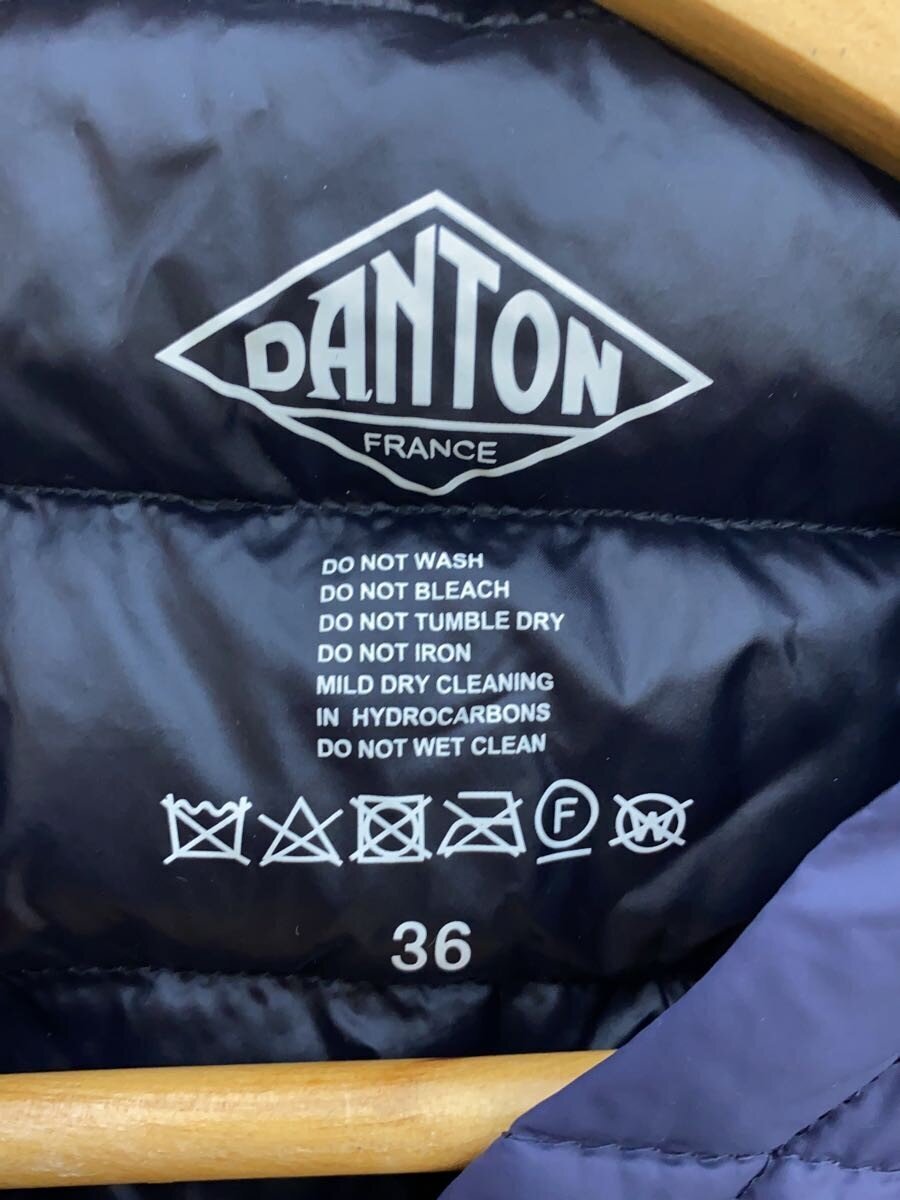 DANTON
FRANCE
DO NOT WASH
DO NOT BLEACH
DO NOT TUMBLE DRY
DO NOT IRON
MILD DRY CLEANING
IN HYDROCARBONS
DO NOT WET CLEAN
F W
36